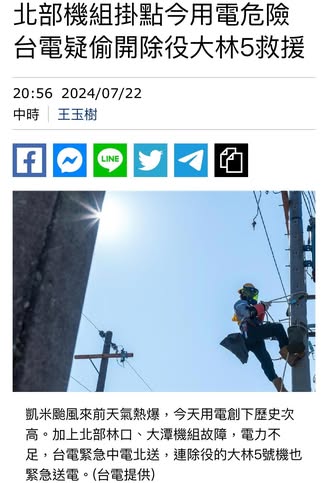 北部機組掛點今用電危險
台電疑偷開除役大林5救援
20:56 2024/07/22
中時
王玉樹
LINE
凱米颱風來前天氣熱爆，今天用電創下歷史次
高。加上北部林口、大潭機組故障，電力不
足，台電緊急中電北送，連除役的大林5號機也
緊急送電。(台電提供)